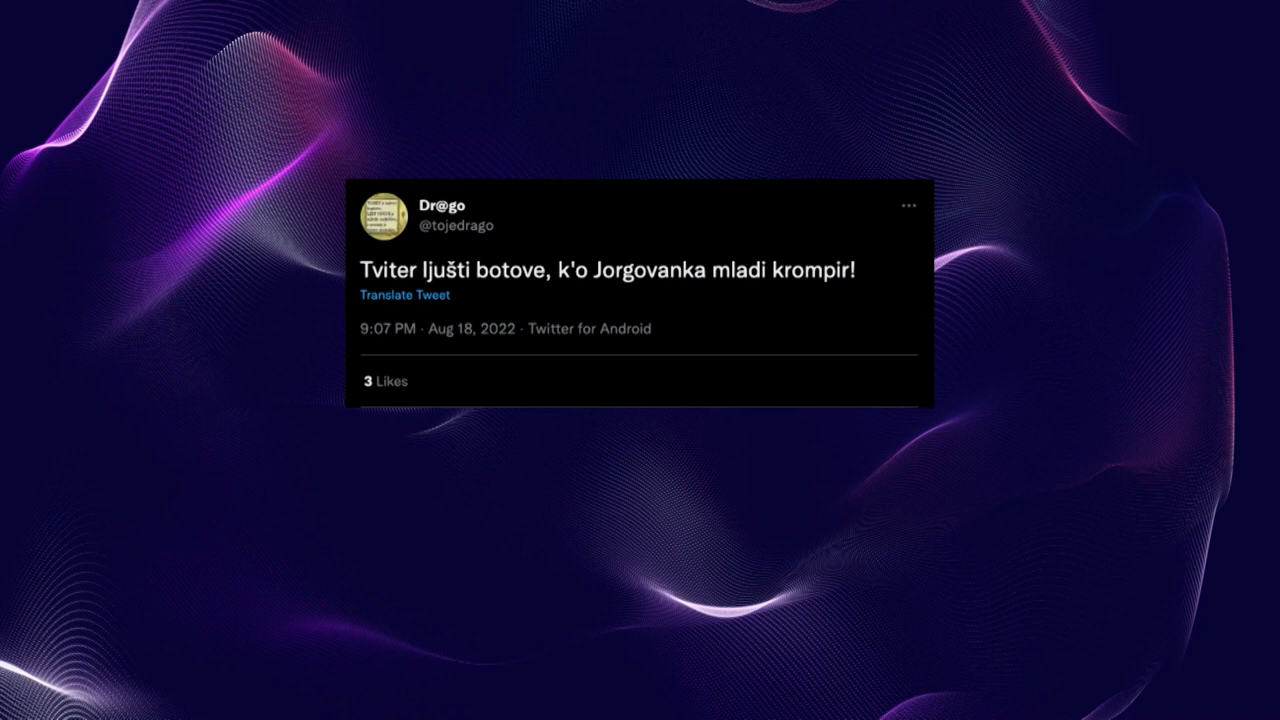 Dr@go
@tojedrago
Tviter ljušti botove, k'o Jorgovanka mladi krompir!
Translate Tweet
9:07 PM · Aug 18, 2022 · Twitter for Android
3 Likes